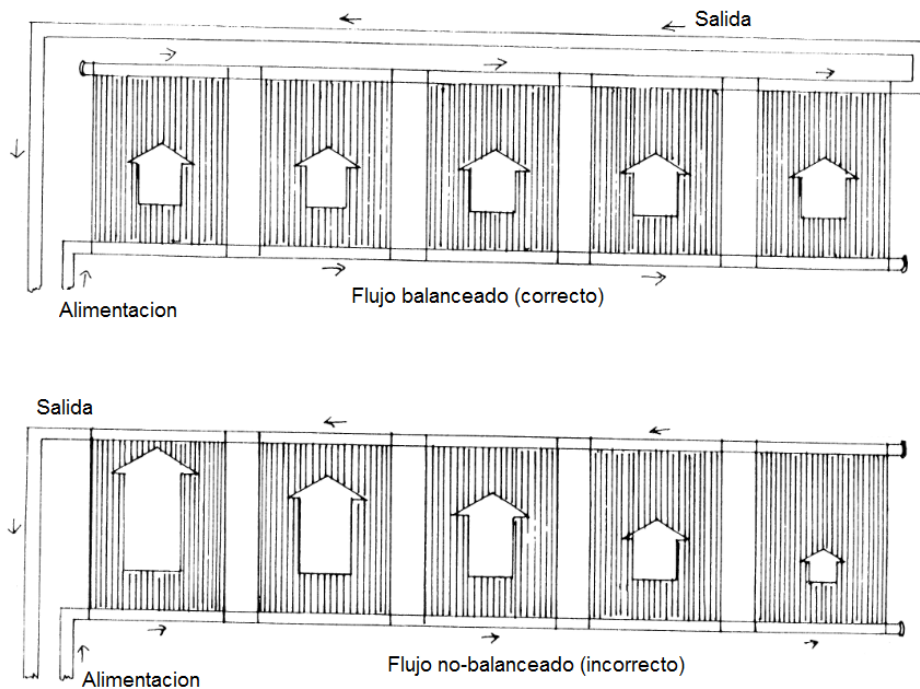 Salida
Alimentacion
Flujo balanceado (correcto)
Salida
Alimentacion
Flujo no-balanceado (incorrecto)